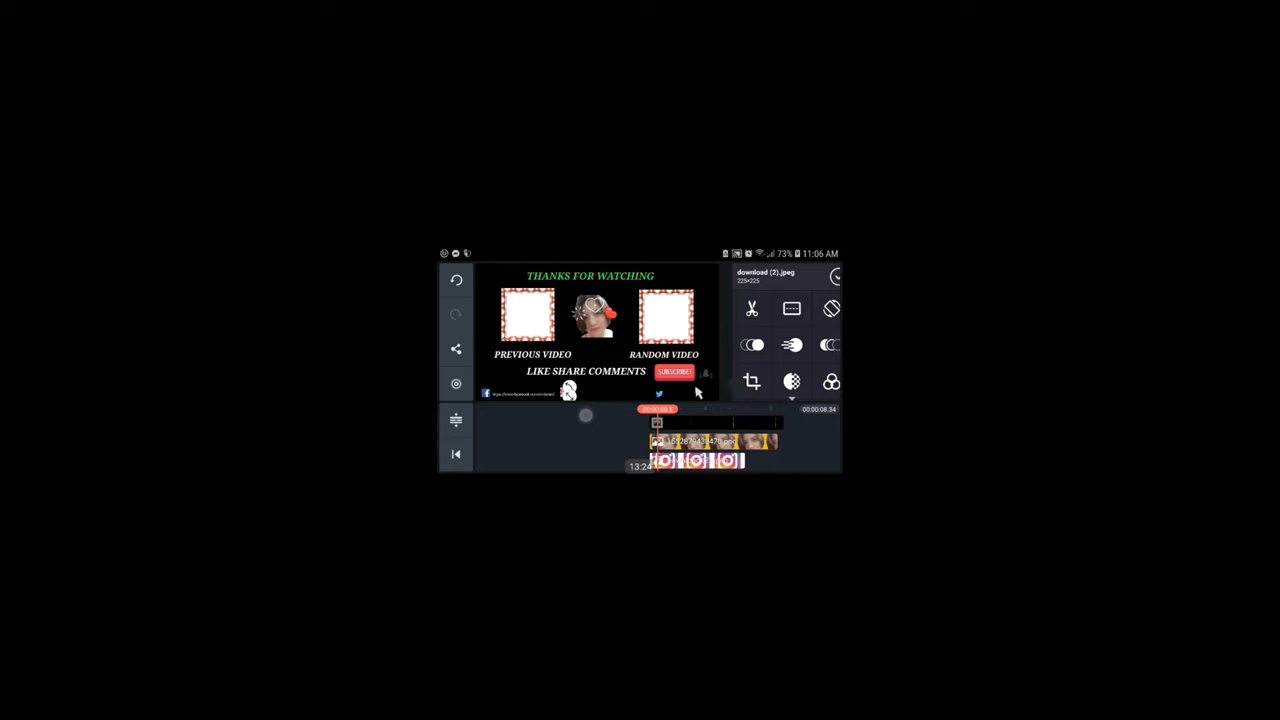 73% 11:06 AM
THANKS FOR WATCHING
download (2).jpeg
225×225
PREVIOUS VIDEO
RANDOM VIDEO
LIKE SHARE COMMENTS
SUBSCRIBE!
00:00:08.34
13:24